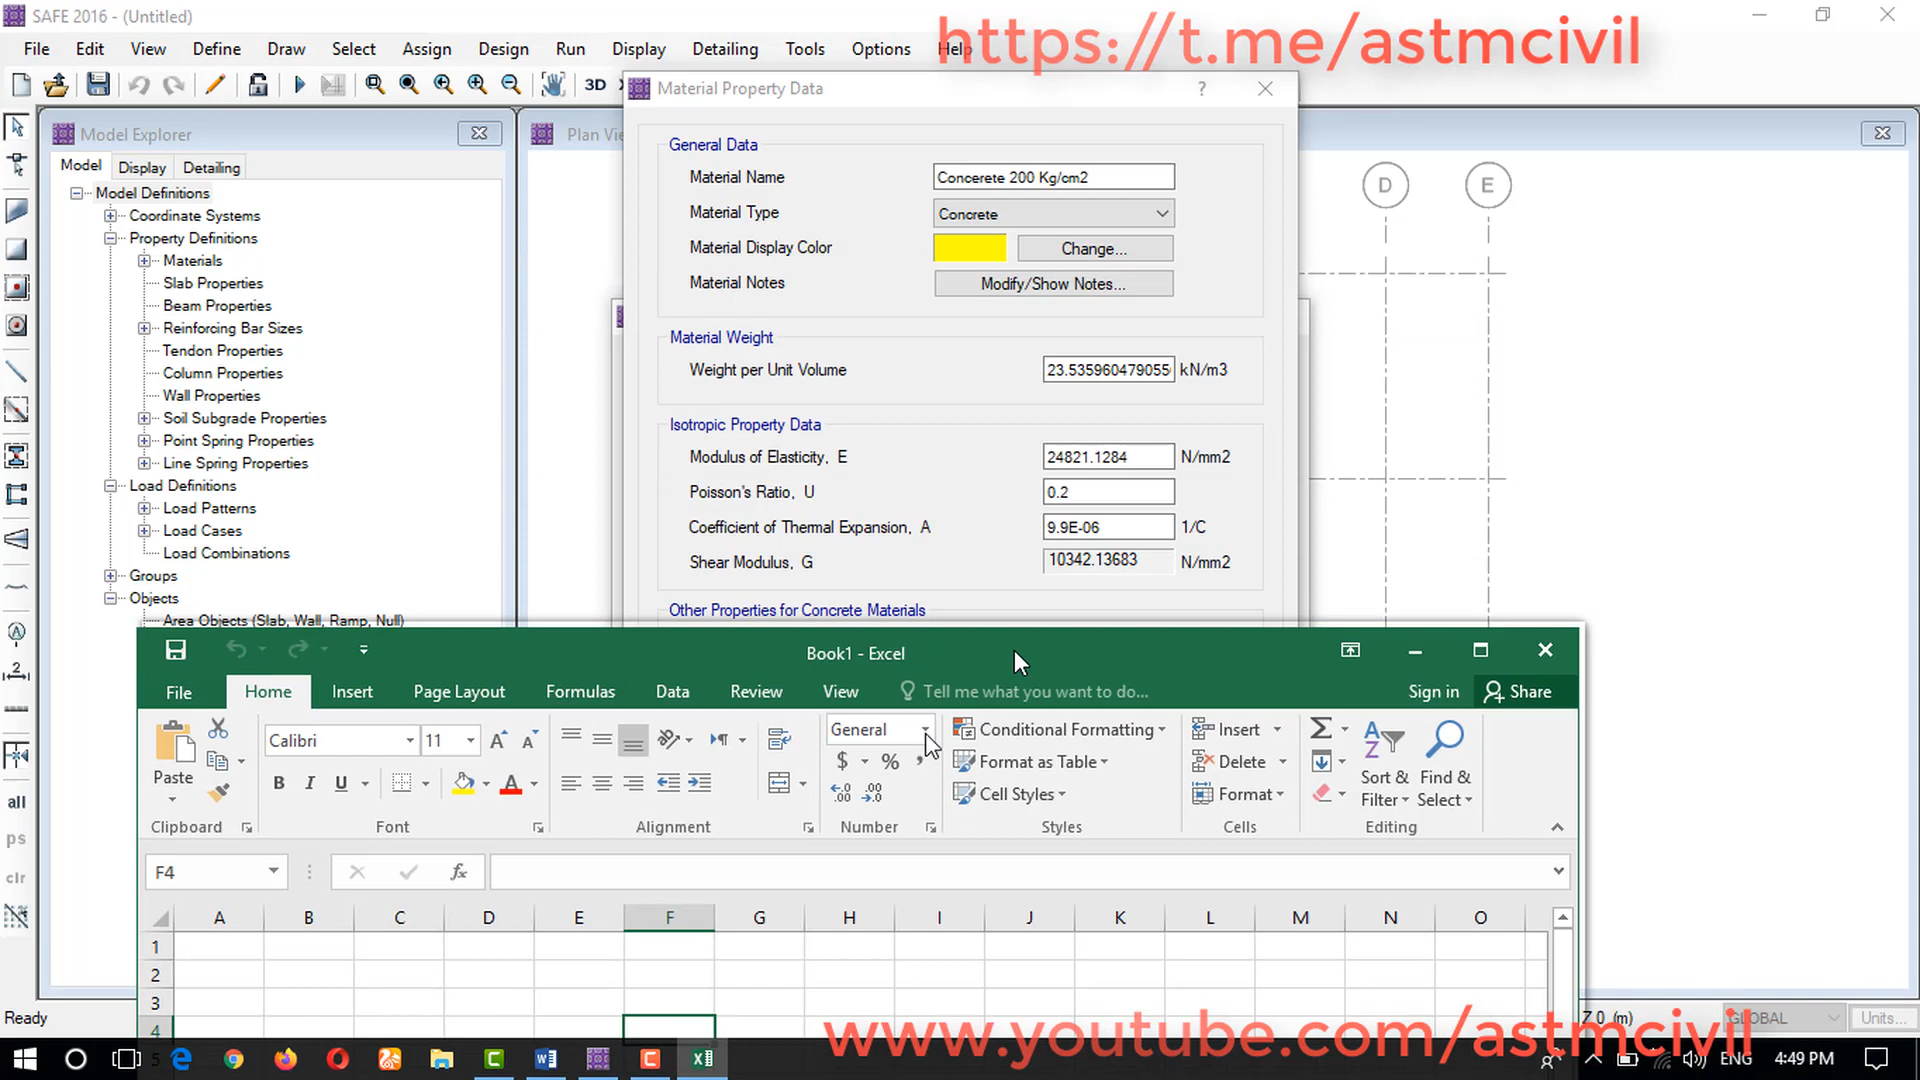 SAFE 2016 - (Untitled)
https://t.me/astmcivil
File Edit View Define Draw Select Assign Design Run Display Detailing Tools Options Help
3D
Material Property Data ?
Model Explorer
Plan Vie
Model Display Detailing
Model Definitions
Coordinate Systems
Property Definitions
Materials
Slab Properties
Beam Properties
Reinforcing Bar Sizes
Tendon Properties
Column Properties
Wall Properties
Soil Subgrade Properties
Point Spring Properties
Line Spring Properties
Load Definitions
Load Patterns
Load Cases
Load Combinations
Groups
Objects
Area Objects (Slab, Wall, Ramp, Null)
General Data
Material Name Concerete 200 Kg/cm2
Material Type Concrete
Material Display Color Change...
Material Notes Modify/Show Notes...
Material Weight
Weight per Unit Volume 23.535960479055 kN/m3
Isotropic Property Data
Modulus of Elasticity, E 24821.1284 N/mm2
Poisson's Ratio, U 0.2
Coefficient of Thermal Expansion, A 9.9E-06 1/C
Shear Modulus, G 10342.13683 N/mm2
Other Properties for Concrete Materials
D E
all
ps
clr
Book1 - Excel
File Home Insert Page Layout Formulas Data Review View Tell me what you want to do... Sign in Share
Paste
Calibri 11
B I U A
General
$ % ,
Conditional Formatting
Format as Table
Cell Styles
Insert
Delete
Format
Sort & Filter
Find & Select
Clipboard Font Alignment Number Styles Cells Editing
F4 fx
A B C D E F G H I J K L M N O
1
2
3
4
5
Ready
Z 0 (m) GLOBAL Units...
www.youtube.com/astmcivil
ENG 4:49 PM